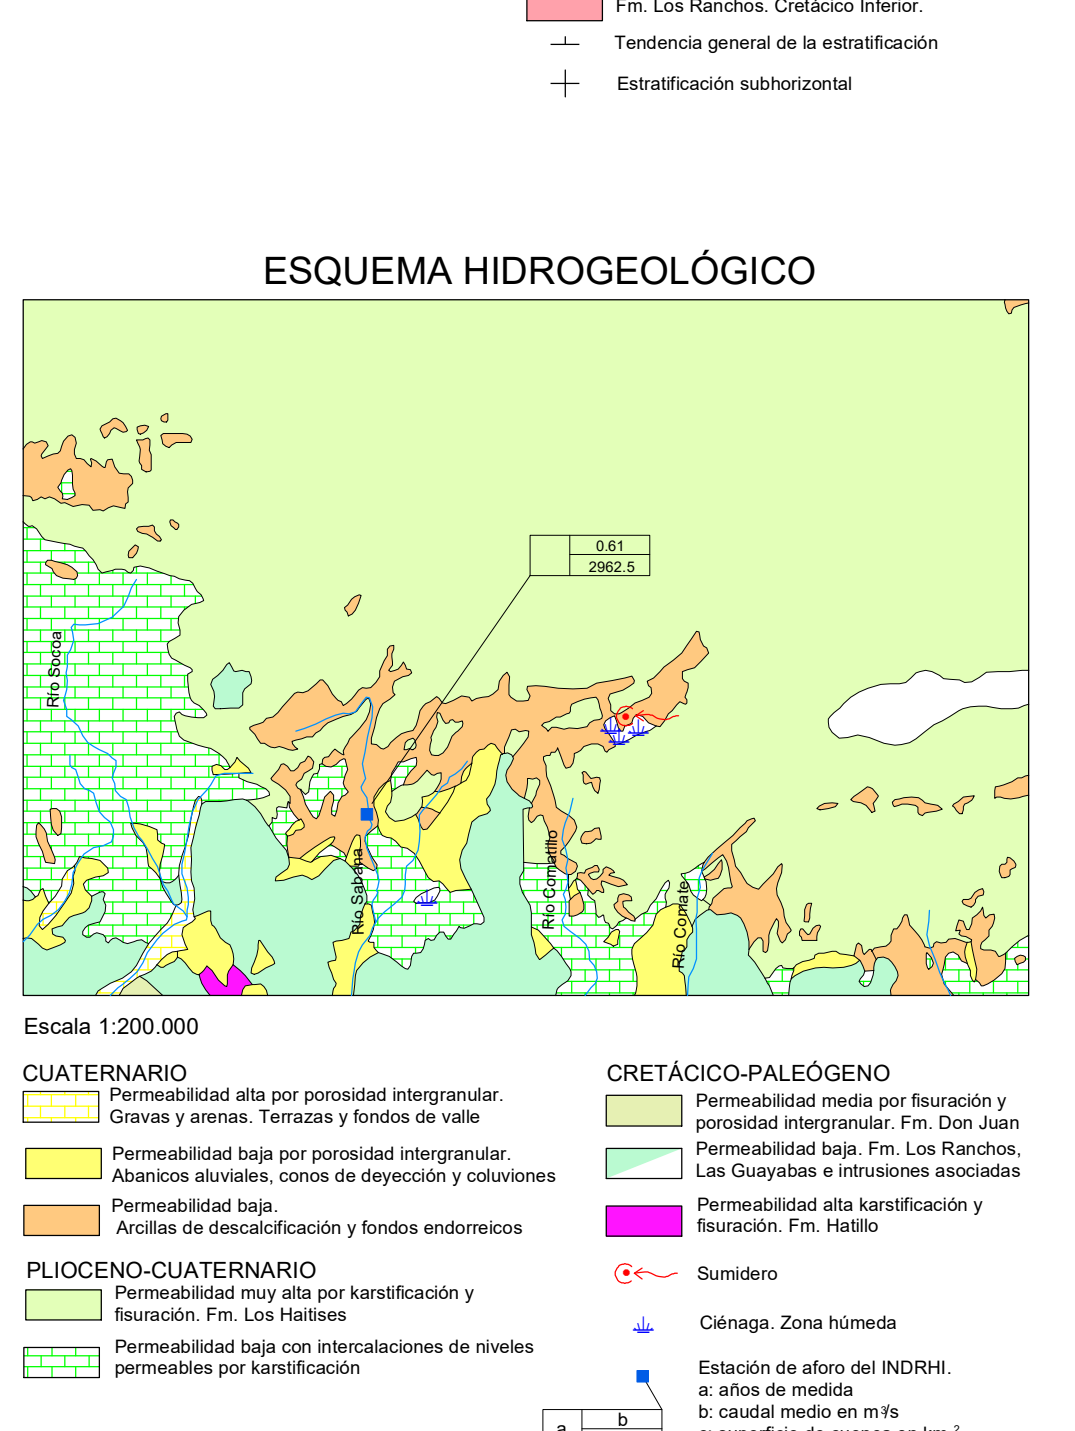 Fm. Los Ranchos. Cretácico Inferior.
Tendencia general de la estratificación
Estratificación subhorizontal
ESQUEMA HIDROGEOLÓGICO
0.61
2962.5
Río Socoa
Río Sabana
Río Comatillo
Río Comate
Escala 1:200.000
CUATERNARIO
Permeabilidad alta por porosidad intergranular.
Gravas y arenas. Terrazas y fondos de valle
Permeabilidad baja por porosidad intergranular.
Abanicos aluviales, conos de deyección y coluviones
Permeabilidad baja.
Arcillas de descalcificación y fondos endorreicos
PLIOCENO-CUATERNARIO
Permeabilidad muy alta por karstificación y
fisuración. Fm. Los Haitises
Permeabilidad baja con intercalaciones de niveles
permeables por karstificación
CRETÁCICO-PALEÓGENO
Permeabilidad media por fisuración y
porosidad intergranular. Fm. Don Juan
Permeabilidad baja. Fm. Los Ranchos,
Las Guayabas e intrusiones asociadas
Permeabilidad alta karstificación y
fisuración. Fm. Hatillo
Sumidero
Ciénaga. Zona húmeda
Estación de aforo del INDRHI.
a: años de medida
b: caudal medio en m³/s
c: superficie de cuenca en km²
a
b